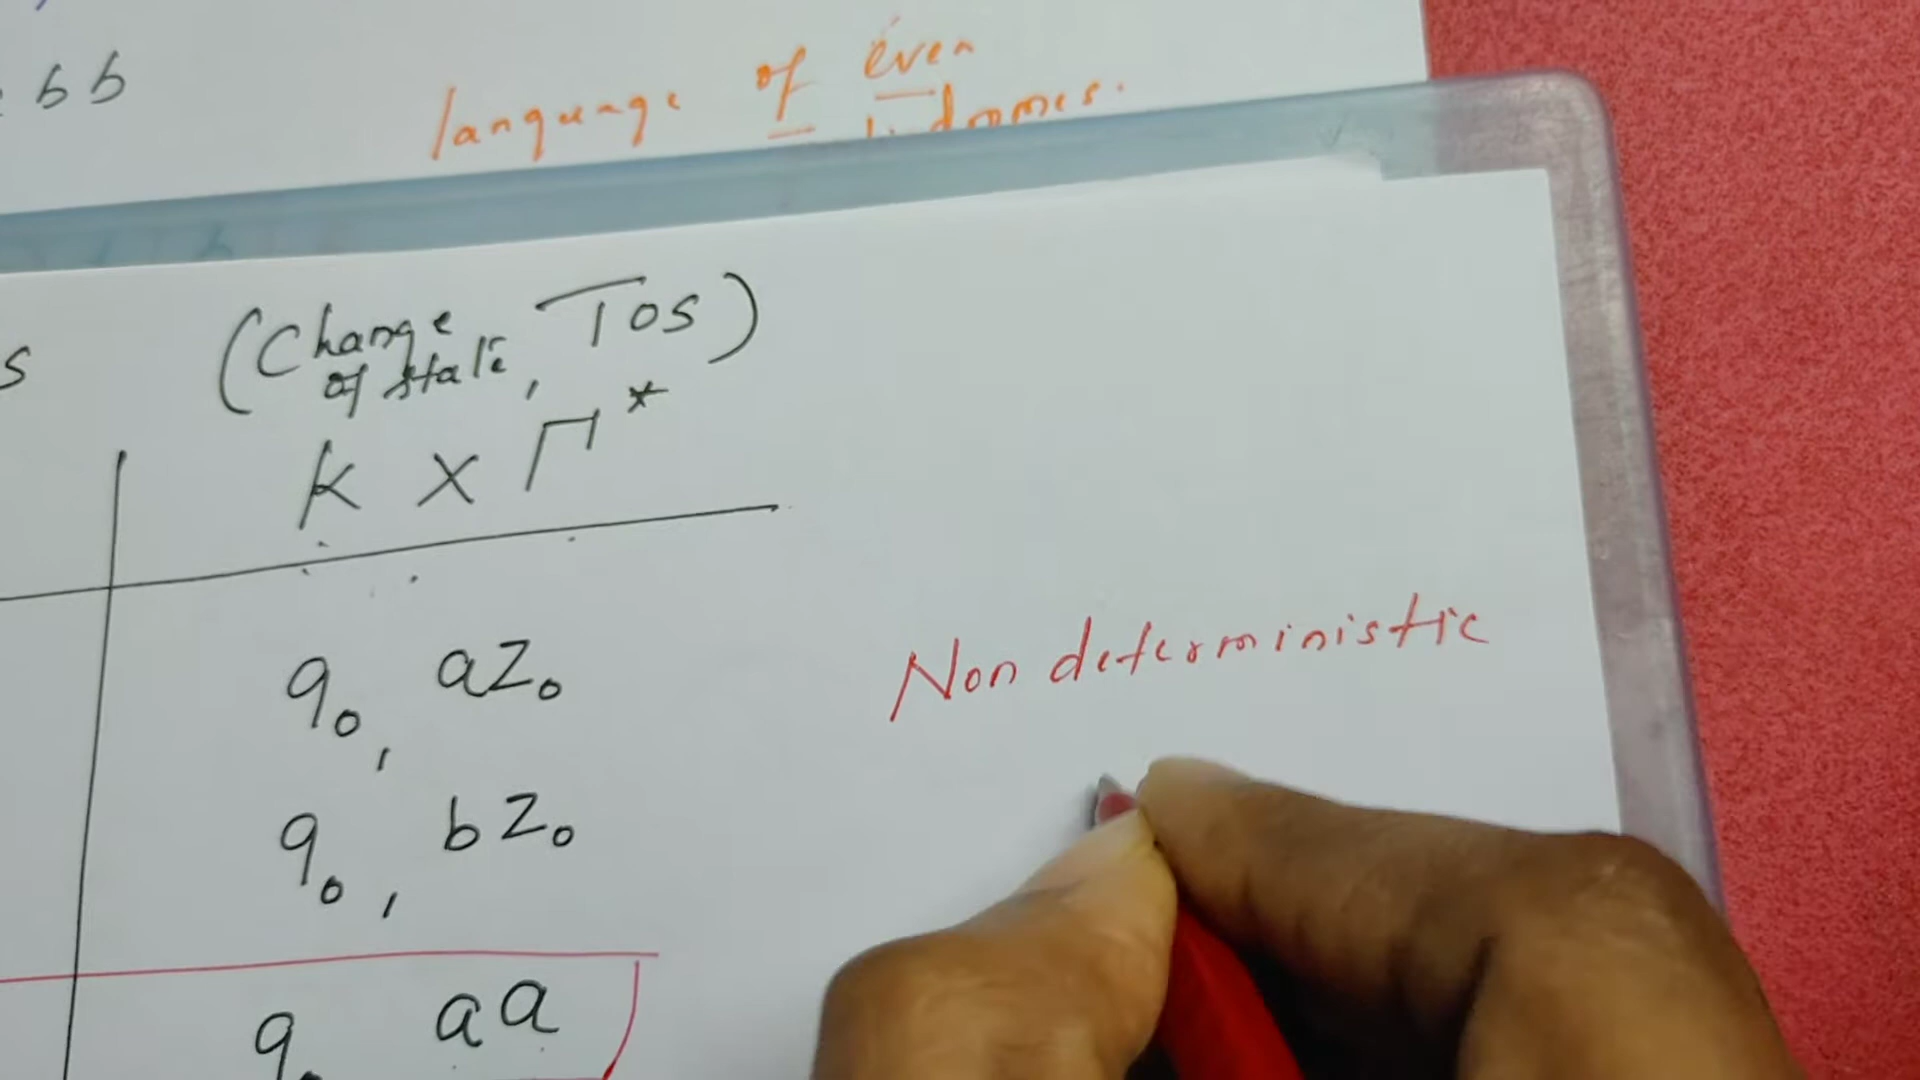 bb
language of even
S
(Change of state, TOS)
K × Γ*
q₀, az₀
q₀, bz₀
Non deterministic
q₀ aa